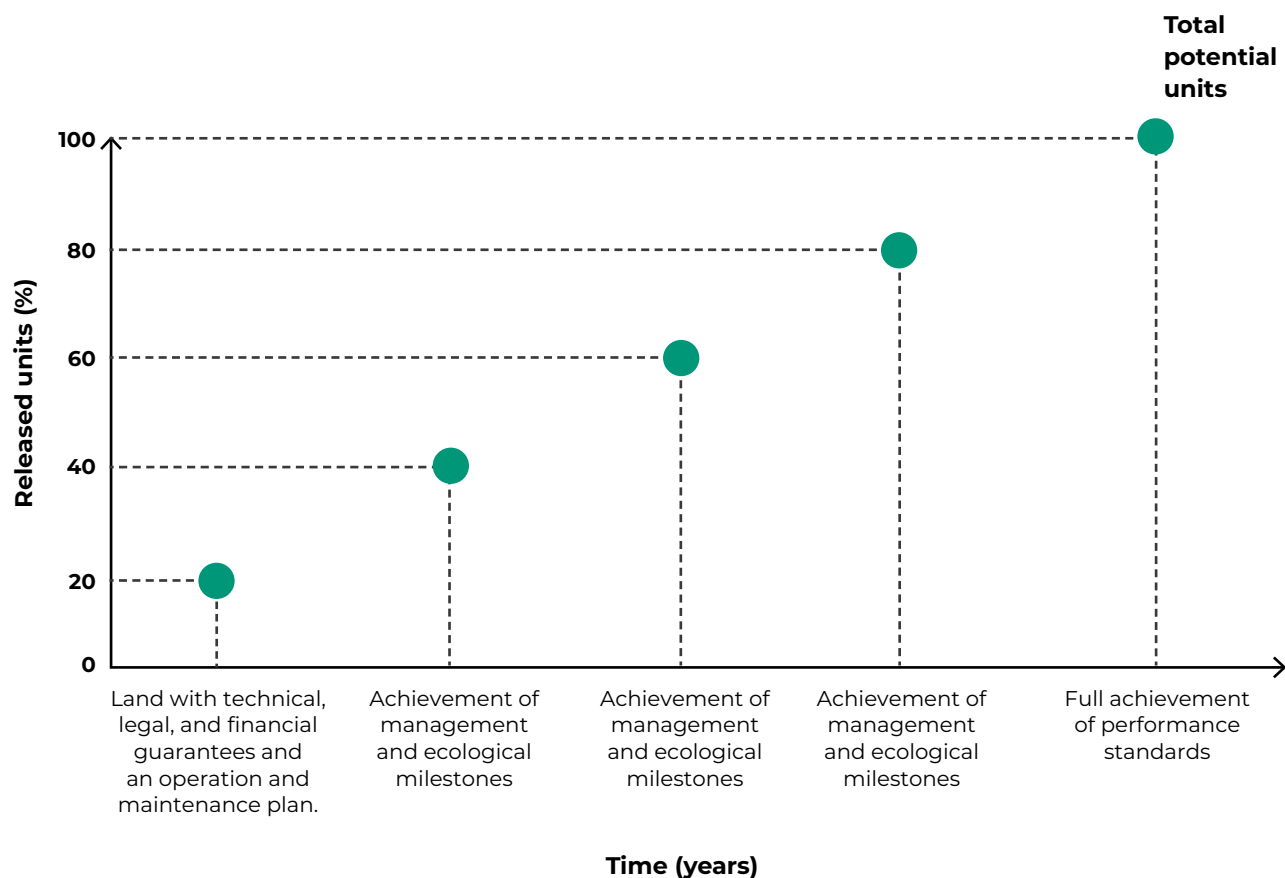 Total
potential
units
100
80
60
40
20
0
Released units (%)
Land with technical,
legal, and financial
guarantees and
an operation and
maintenance plan.
Achievement of
management
and ecological
milestones
Achievement of
management
and ecological
milestones
Achievement of
management
and ecological
milestones
Full achievement
of performance
standards
Time (years)